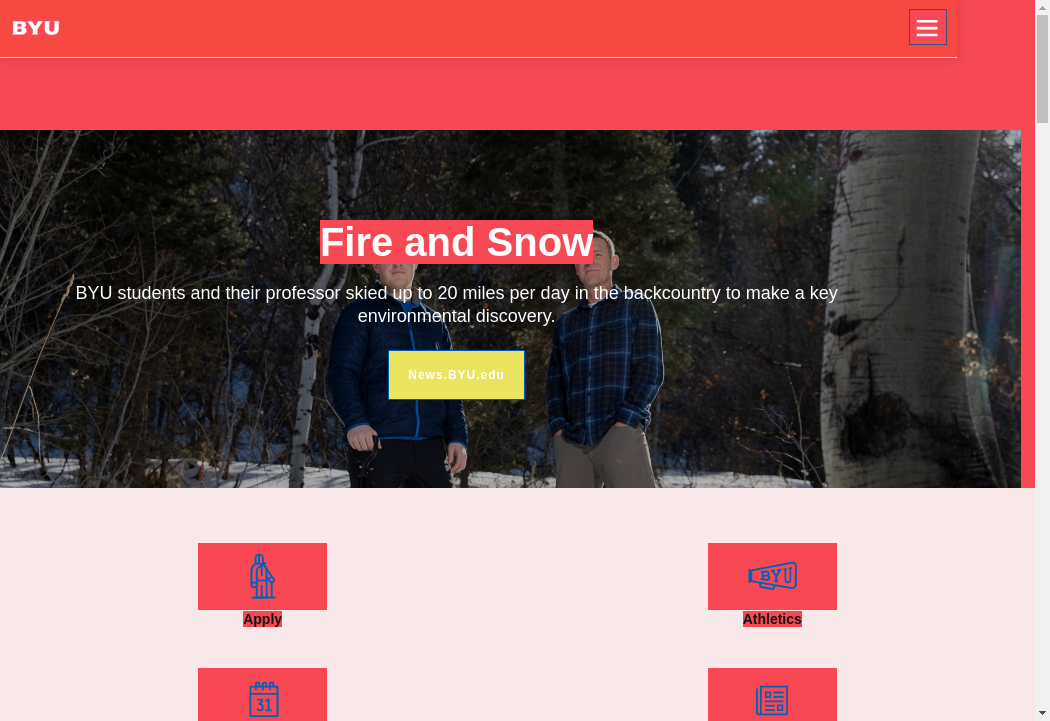 BYU
Fire and Snow
BYU students and their professor skied up to 20 miles per day in the backcountry to make a key
environmental discovery.
News.BYU.edu
BYU
Apply
Athletics
31